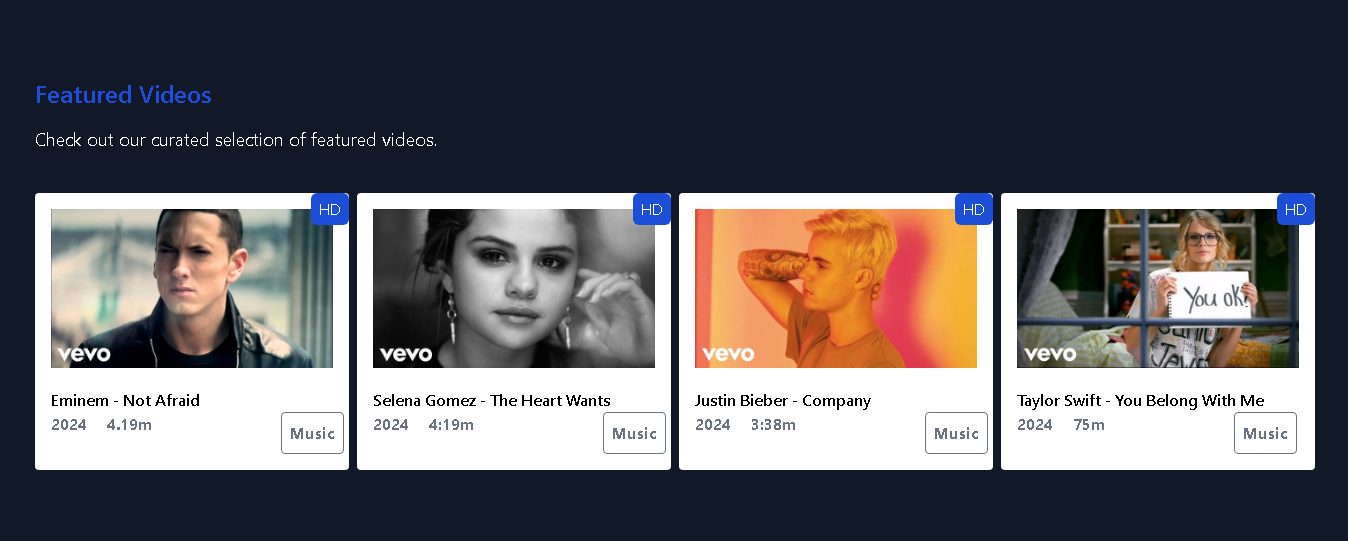 Featured Videos
Check out our curated selection of featured videos.
HD
vevo
Eminem - Not Afraid
2024 4.19m
Music
HD
vevo
Selena Gomez - The Heart Wants
2024 4:19m
Music
HD
vevo
Justin Bieber - Company
2024 3:38m
Music
HD
You ok?
vevo
Taylor Swift - You Belong With Me
2024 75m
Music